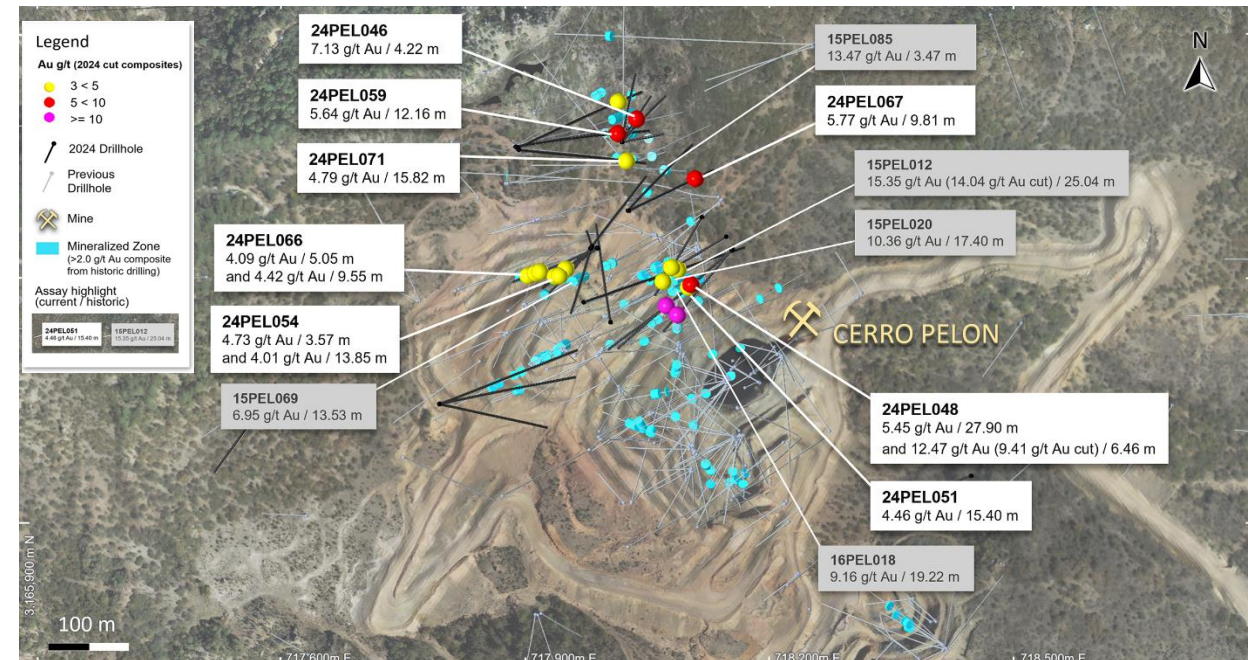 Legend
Au g/t (2024 cut composites)
3 < 5
5 < 10
>= 10
2024 Drillhole
Previous
Drillhole
Mine
Mineralized Zone
(>2.0 g/t Au composite
from historic drilling)
Assay highlight
(current / historic)
24PEL051
4.46 g/t Au / 15.40 m
15PEL012
15.35 g/t Au / 25.04 m
24PEL046
7.13 g/t Au / 4.22 m
24PEL059
5.64 g/t Au / 12.16 m
24PEL071
4.79 g/t Au / 15.82 m
24PEL066
4.09 g/t Au / 5.05 m
and 4.42 g/t Au / 9.55 m
24PEL054
4.73 g/t Au / 3.57 m
and 4.01 g/t Au / 13.85 m
15PEL069
6.95 g/t Au / 13.53 m
15PEL085
13.47 g/t Au / 3.47 m
N
24PEL067
5.77 g/t Au / 9.81 m
15PEL012
15.35 g/t Au (14.04 g/t Au cut) / 25.04 m
15PEL020
10.36 g/t Au / 17.40 m
CERRO PELON
24PEL048
5.45 g/t Au / 27.90 m
and 12.47 g/t Au (9.41 g/t Au cut) / 6.46 m
24PEL051
4.46 g/t Au / 15.40 m
16PEL018
9.16 g/t Au / 19.22 m
3,165,900 m N
100 m
717 600m E
717 900m E
718 200m E
718 500m E